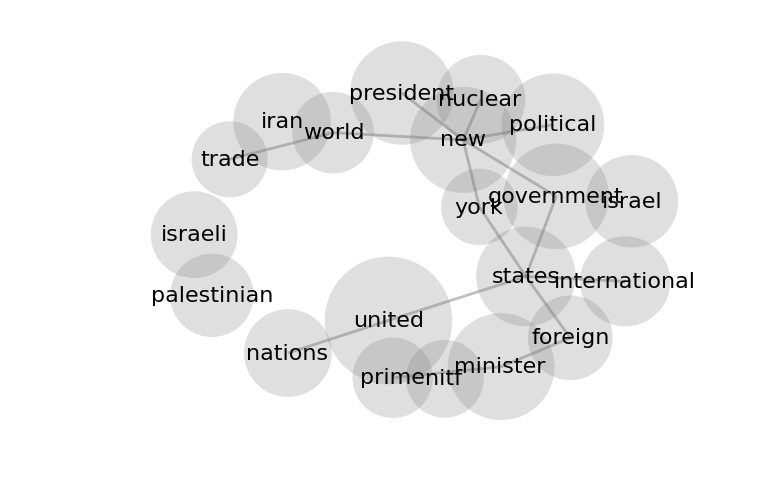 president
nuclear
iran
world
new
political
trade
york
government
israel
israeli
states
international
palestinian
united
foreign
nations
prime
nitf
minister